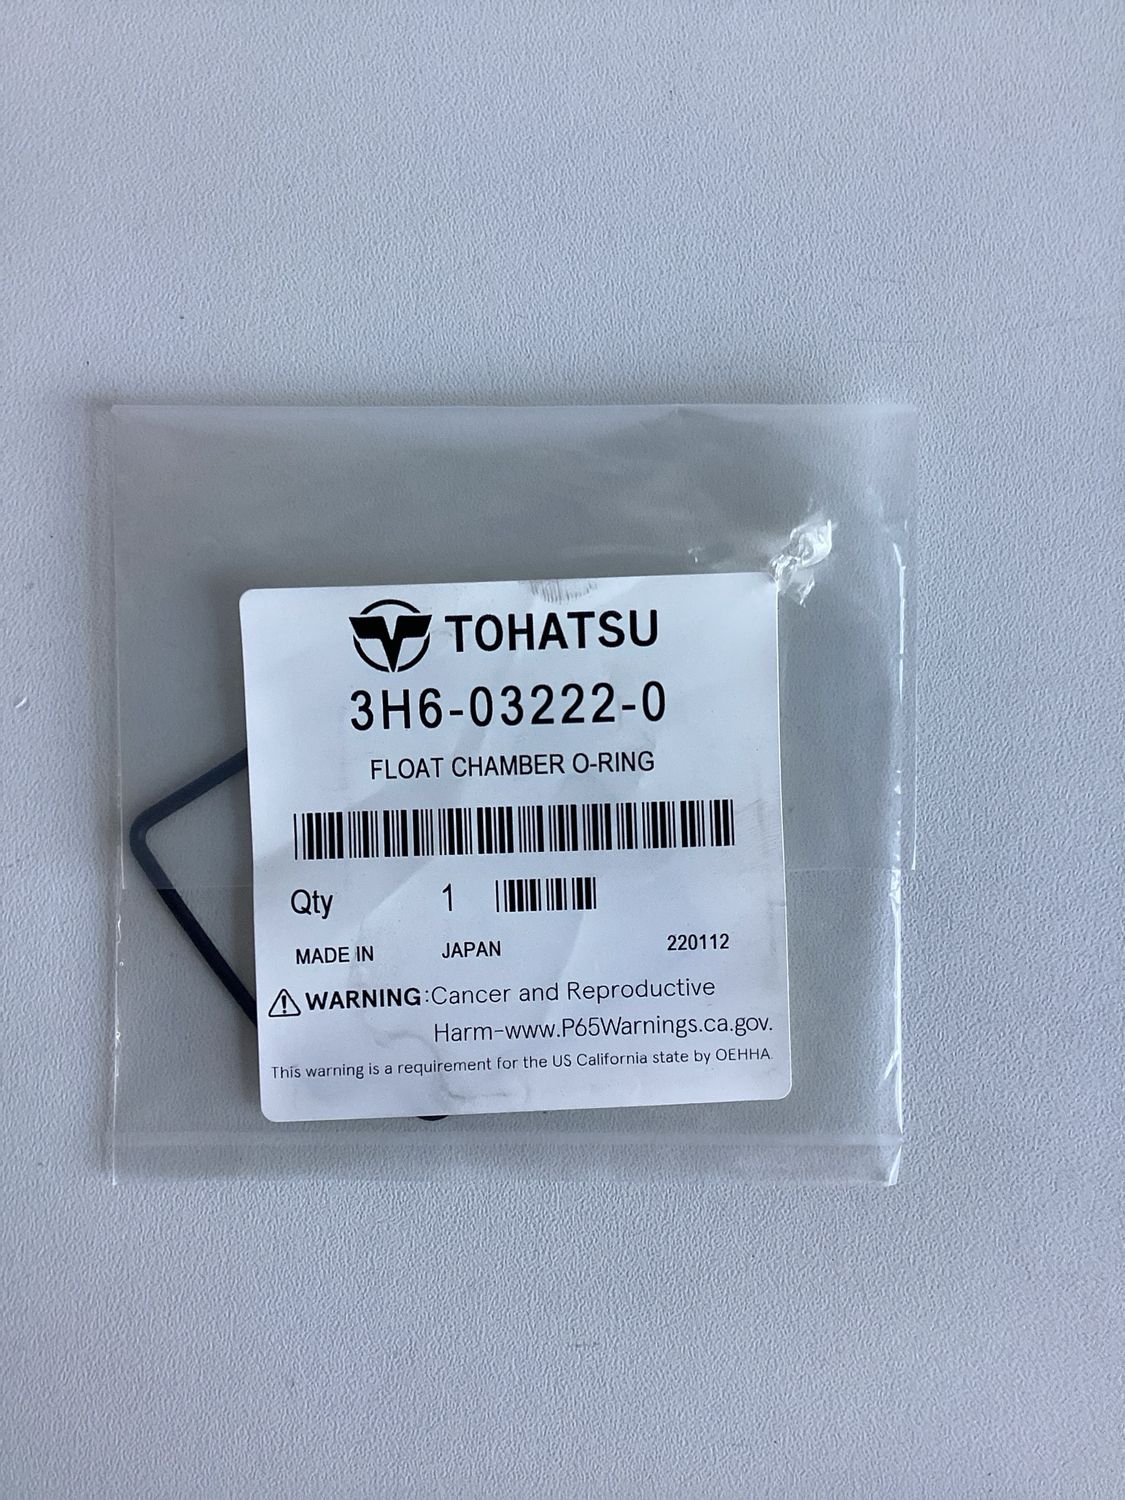 TOHATSU
3H6-03222-0
FLOAT CHAMBER O-RING
Qty 1
MADE IN JAPAN 220112
WARNING:Cancer and Reproductive
Harm-www.P65Warnings.ca.gov.
This warning is a requirement for the US California state by OEHHA.